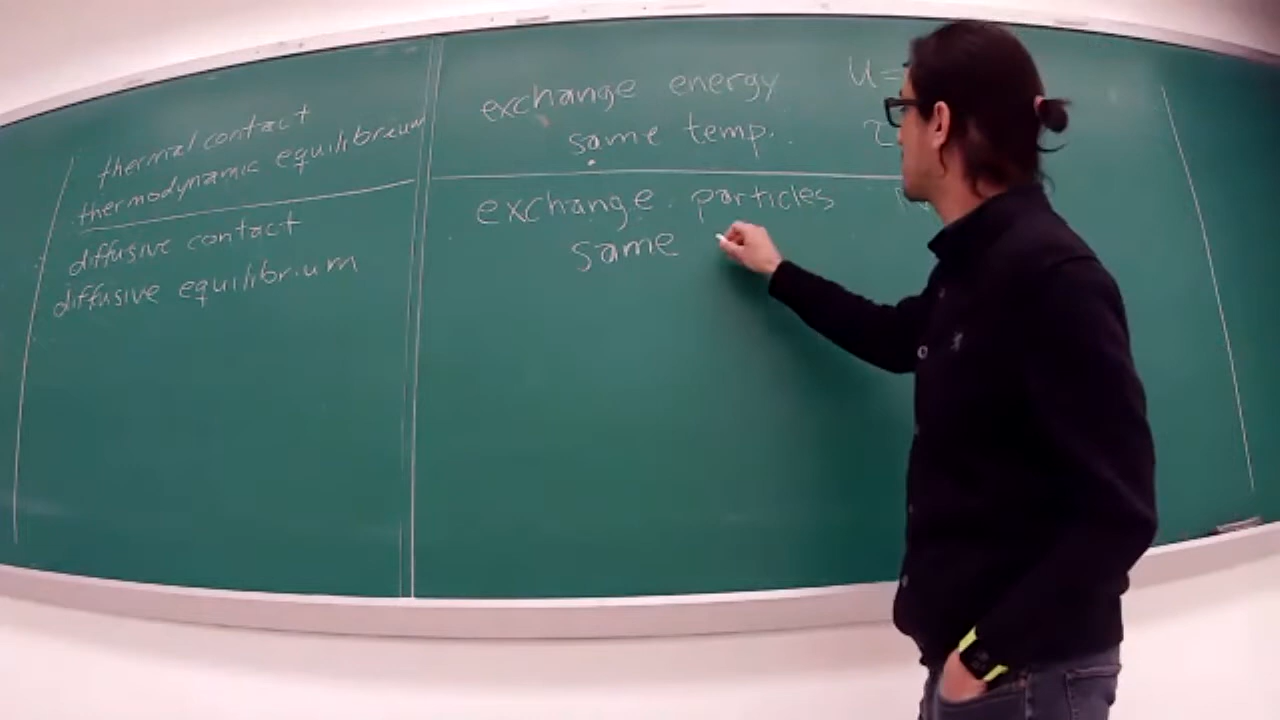 thermal contact
thermodynamic equilibrium
diffusive contact
diffusive equilibrium
exchange energy
same temp.
U=
τ
exchange particles
same